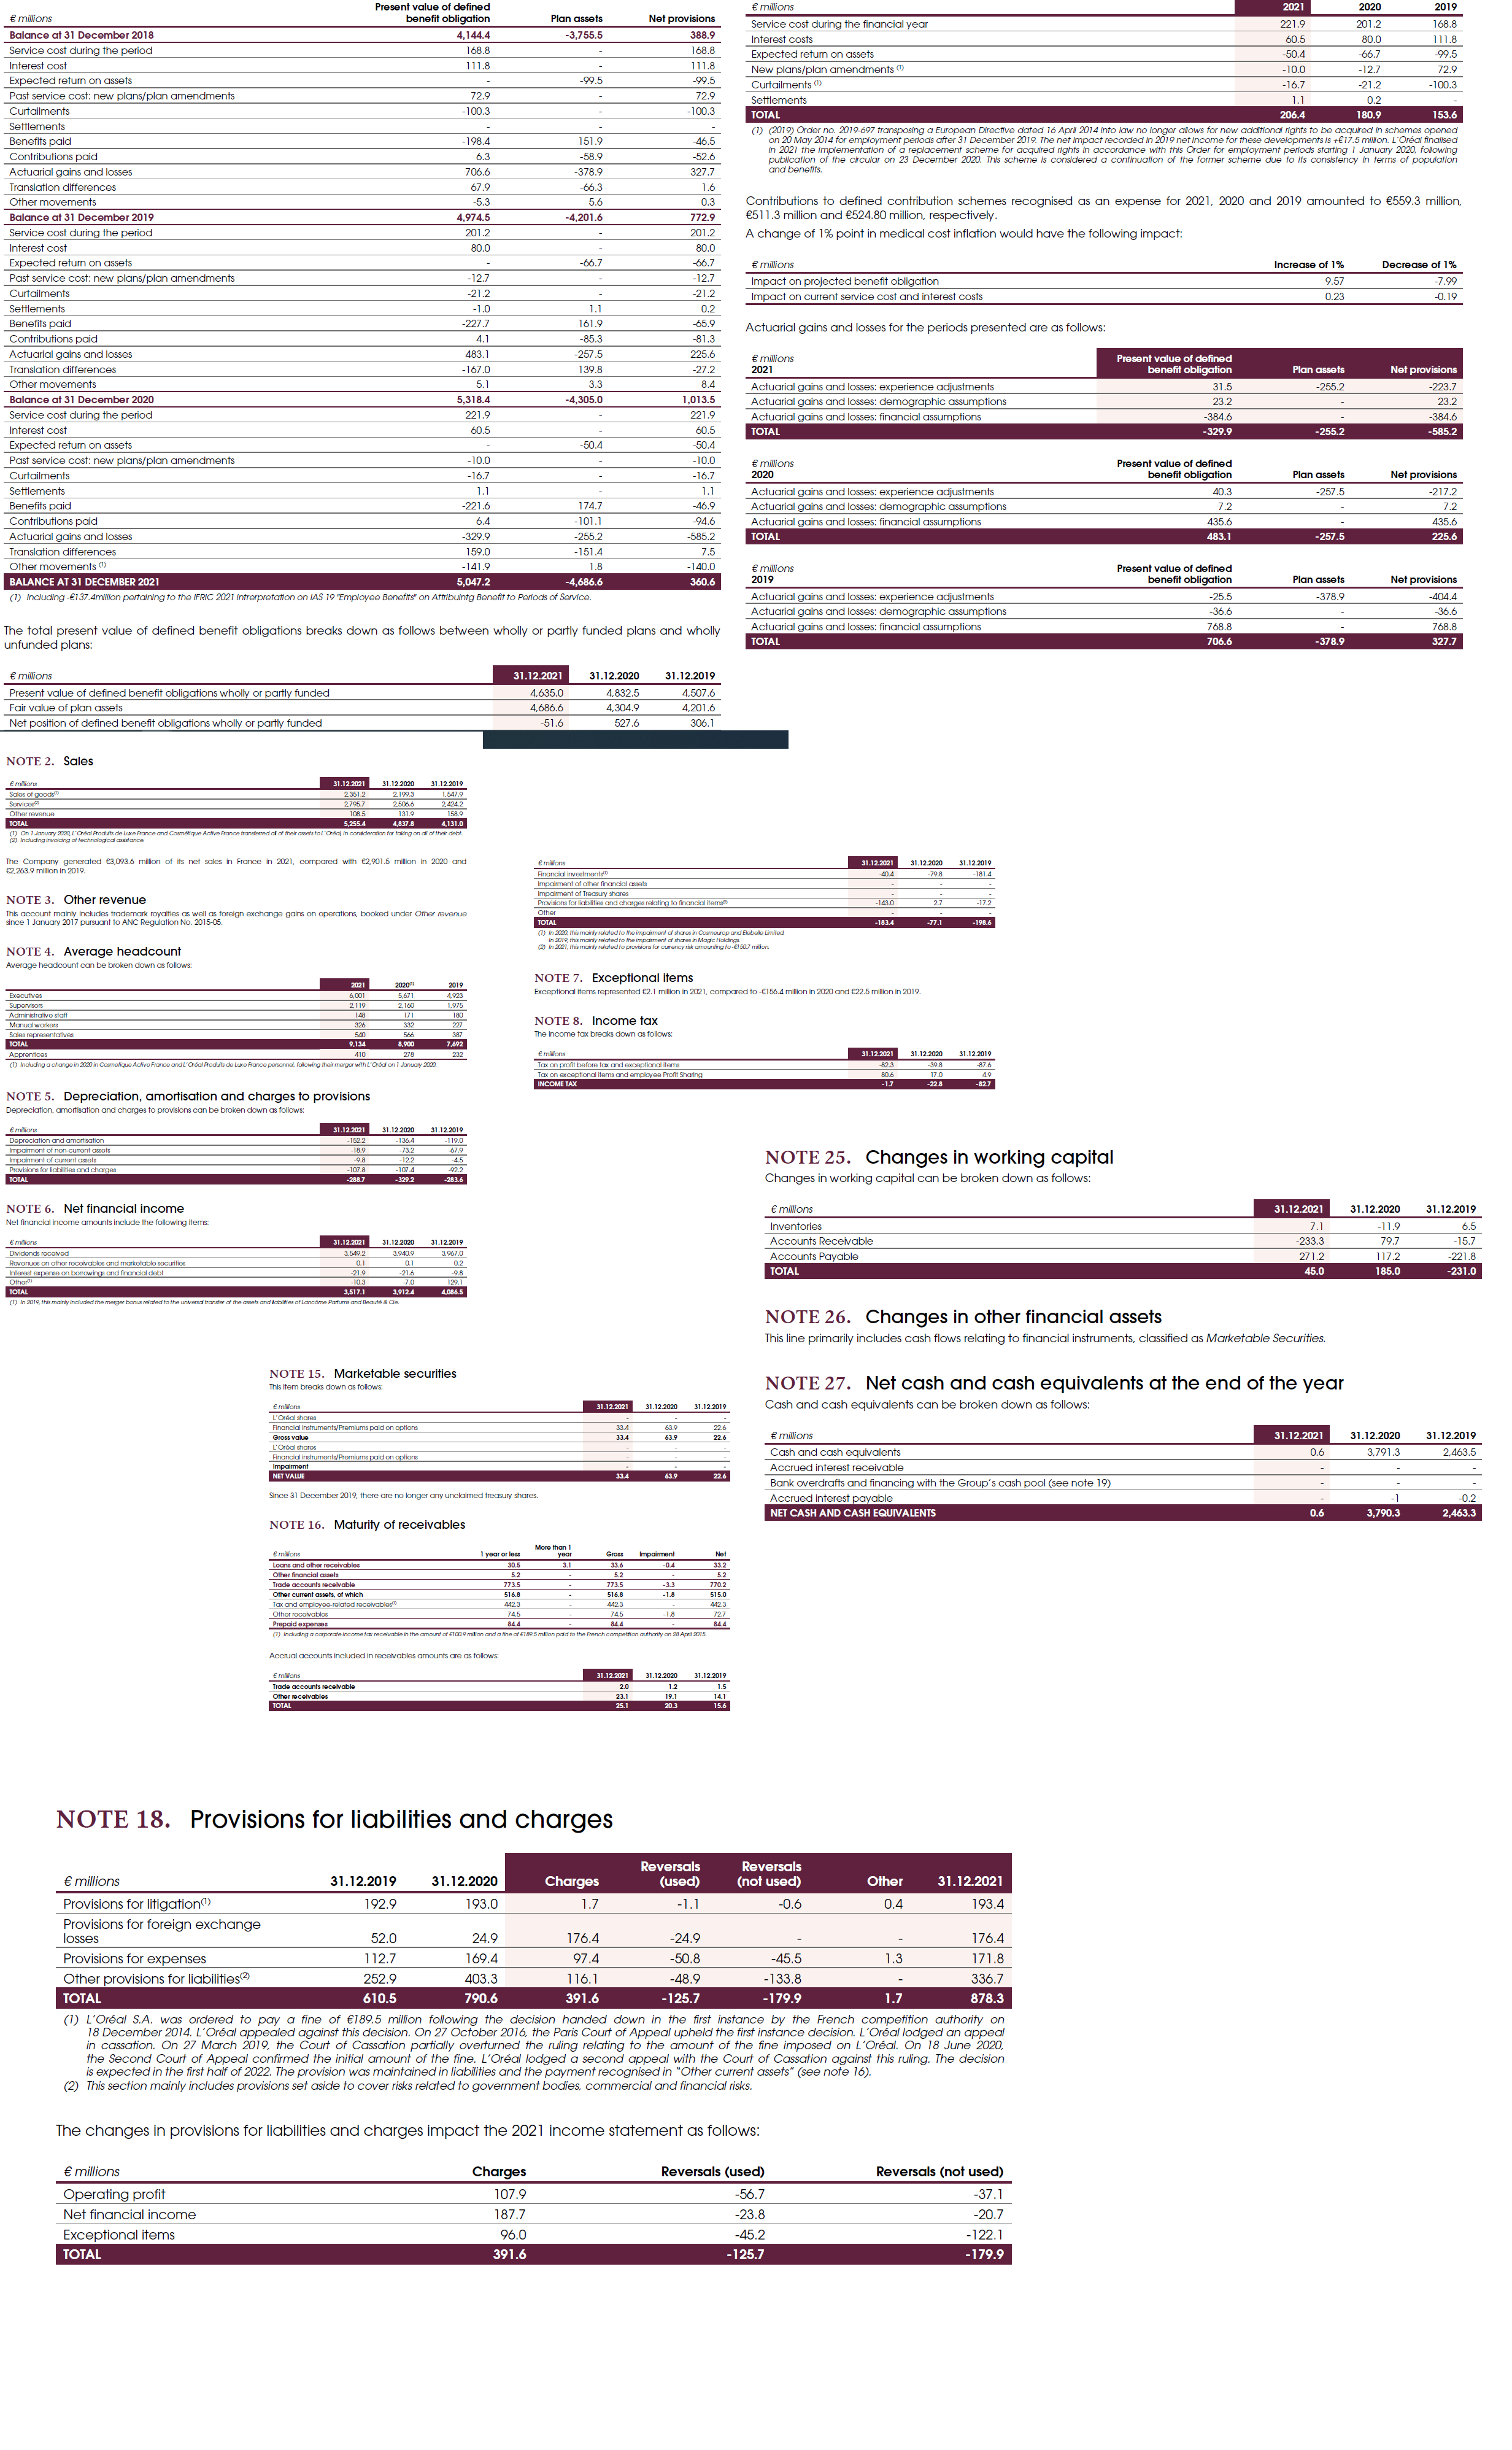 € millions Present value of defined benefit obligation Plan assets Net provisions
Balance at 31 December 2018 4,144.4 -3,755.5 388.9
Service cost during the period 168.8 - 168.8
Interest cost 111.8 - 111.8
Expected return on assets - -99.5 -99.5
Past service cost: new plans/plan amendments 72.9 - 72.9
Curtailments -100.3 - -100.3
Settlements - - -
Benefits paid -198.4 151.9 -46.5
Contributions paid 6.3 -58.9 -52.6
Actuarial gains and losses 706.6 -378.9 327.7
Translation differences 67.9 -66.3 1.6
Other movements -5.3 5.6 0.3
Balance at 31 December 2019 4,974.5 -4,201.6 772.9
Service cost during the period 201.2 - 201.2
Interest cost 80.0 - 80.0
Expected return on assets - -66.7 -66.7
Past service cost: new plans/plan amendments -12.7 - -12.7
Curtailments -21.2 - -21.2
Settlements -1.0 1.1 0.2
Benefits paid -227.7 161.9 -65.9
Contributions paid 4.1 -85.3 -81.3
Actuarial gains and losses 483.1 -257.5 225.6
Translation differences -167.0 139.8 -27.2
Other movements 5.1 3.3 8.4
Balance at 31 December 2020 5,318.4 -4,305.0 1,013.5
Service cost during the period 221.9 - 221.9
Interest cost 60.5 - 60.5
Expected return on assets - -50.4 -50.4
Past service cost: new plans/plan amendments -10.0 - -10.0
Curtailments -16.7 - -16.7
Settlements 1.1 - 1.1
Benefits paid -221.6 174.7 -46.9
Contributions paid 6.4 -101.1 -94.6
Actuarial gains and losses -329.9 -255.2 -585.2
Translation differences 159.0 -151.4 7.5
Other movements (1) -141.9 1.8 -140.0
BALANCE AT 31 DECEMBER 2021 5,047.2 -4,686.6 360.6
(1) Including -€137.4million pertaining to the IFRIC 2021 intrerpretation on IAS 19 "Employee Benefits" on Attribuintg Benefit to Periods of Service.
The total present value of defined benefit obligations breaks down as follows between wholly or partly funded plans and wholly
unfunded plans:
€ millions 31.12.2021 31.12.2020 31.12.2019
Present value of defined benefit obligations wholly or partly funded 4,635.0 4,832.5 4,507.6
Fair value of plan assets 4,686.6 4,304.9 4,201.6
Net position of defined benefit obligations wholly or partly funded -51.6 527.6 306.1
€ millions 2021 2020 2019
Service cost during the financial year 221.9 201.2 168.8
Interest costs 60.5 80.0 111.8
Expected return on assets -50.4 -66.7 -99.5
New plans/plan amendments (1) -10.0 -12.7 72.9
Curtailments (1) -16.7 -21.2 -100.3
Settlements 1.1 0.2 -
TOTAL 206.4 180.9 153.6
(1) (2019) Order no. 2019-697 transposing a European Directive dated 16 April 2014 into law no longer allows for new additional rights to be acquired in schemes opened
on 20 May 2014 for employment periods after 31 December 2019. The net impact recorded in 2019 net income for these developments is +€17.5 million. L'Oréal finalised
in 2021 the implementation of a replacement scheme for acquired rights in accordance with this Order for employment periods starting 1 January 2020, following
publication of the circular on 23 December 2020. This scheme is considered a continuation of the former scheme due to its consistency in terms of population
and benefits.
Contributions to defined contribution schemes recognised as an expense for 2021, 2020 and 2019 amounted to €559.3 million,
€511.3 million and €524.80 million, respectively.
A change of 1% point in medical cost inflation would have the following impact:
€ millions Increase of 1% Decrease of 1%
Impact on projected benefit obligation 9.57 -7.99
Impact on current service cost and interest costs 0.23 -0.19
Actuarial gains and losses for the periods presented are as follows:
€ millions 2021 Present value of defined benefit obligation Plan assets Net provisions
Actuarial gains and losses: experience adjustments 31.5 -255.2 -223.7
Actuarial gains and losses: demographic assumptions 23.2 - 23.2
Actuarial gains and losses: financial assumptions -384.6 - -384.6
TOTAL -329.9 -255.2 -585.2
€ millions 2020 Present value of defined benefit obligation Plan assets Net provisions
Actuarial gains and losses: experience adjustments 40.3 -257.5 -217.2
Actuarial gains and losses: demographic assumptions 7.2 - 7.2
Actuarial gains and losses: financial assumptions 435.6 - 435.6
TOTAL 483.1 -257.5 225.6
€ millions 2019 Present value of defined benefit obligation Plan assets Net provisions
Actuarial gains and losses: experience adjustments -25.5 -378.9 -404.4
Actuarial gains and losses: demographic assumptions -36.6 - -36.6
Actuarial gains and losses: financial assumptions 768.8 - 768.8
TOTAL 706.6 -378.9 327.7
NOTE 2. Sales
€ millions 31.12.2021 31.12.2020 31.12.2019
Sales of goods(1) 2,351.2 2,199.3 1,547.9
Services(2) 2,795.7 2,506.6 2,424.2
Other revenue 108.5 131.9 158.9
TOTAL 5,255.4 4,837.8 4,131.0
(1) On 1 January 2020, L'Oréal Produits de Luxe France and Cosmétique Active France transferred all of their assets to L'Oréal, in consideration for taking on all of their debt.
(2) Including invoicing of technological assistance.
The Company generated €3,093.6 million of its net sales in France in 2021, compared with €2,901.5 million in 2020 and
€2,263.9 million in 2019.
NOTE 3. Other revenue
This account mainly includes trademark royalties as well as foreign exchange gains on operations, booked under Other revenue
since 1 January 2017 pursuant to ANC Regulation No. 2015-05.
NOTE 4. Average headcount
Average headcount can be broken down as follows:
2021 2020(1) 2019
Executives 6,001 5,671 4,923
Supervisors 2,119 2,160 1,975
Administrative staff 148 171 180
Manual workers 326 332 227
Sales representatives 540 566 387
TOTAL 9,134 8,900 7,692
Apprentices 410 278 232
(1) Including a change in 2020 in Cosmetique Active France and L'Oréal Produits de Luxe France personnel, following their merger with L'Oréal on 1 January 2020.
NOTE 5. Depreciation, amortisation and charges to provisions
Depreciation, amortisation and charges to provisions can be broken down as follows:
€ millions 31.12.2021 31.12.2020 31.12.2019
Depreciation and amortisation -152.2 -136.4 -119.0
Impairment of non-current assets -18.9 -73.2 -67.9
Impairment of current assets -9.8 -12.2 -4.5
Provisions for liabilities and charges -107.8 -107.4 -92.2
TOTAL -288.7 -329.2 -283.6
NOTE 6. Net financial income
Net financial income amounts include the following items:
€ millions 31.12.2021 31.12.2020 31.12.2019
Dividends received 3,549.2 3,940.9 3,967.0
Revenues on other receivables and marketable securities 0.1 0.1 0.2
Interest expense on borrowings and financial debt -21.9 -21.6 -9.8
Other(1) -10.3 -7.0 129.1
TOTAL 3,517.1 3,912.4 4,086.5
(1) In 2019, this mainly included the merger bonus related to the universal transfer of the assets and liabilities of Lancôme Parfums and Beauté & Cie.
€ millions 31.12.2021 31.12.2020 31.12.2019
Financial investments(1) -40.4 -79.8 -181.4
Impairment of other financial assets - - -
Impairment of Treasury shares - - -
Provisions for liabilities and charges relating to financial items(2) -143.0 2.7 -17.2
Other - - -
TOTAL -183.4 -77.1 -198.6
(1) In 2020, this mainly related to the impairment of shares in Cosmeurop and Elebelle Limited.
In 2019, this mainly related to the impairment of shares in Magic Holdings.
(2) In 2021, this mainly related to provisions for currency risk amounting to -€150.7 million.
NOTE 7. Exceptional items
Exceptional items represented €2.1 million in 2021, compared to -€156.4 million in 2020 and €22.5 million in 2019.
NOTE 8. Income tax
The income tax breaks down as follows:
€ millions 31.12.2021 31.12.2020 31.12.2019
Tax on profit before tax and exceptional items -82.3 -39.8 -87.6
Tax on exceptional items and employee Profit Sharing 80.6 17.0 4.9
INCOME TAX -1.7 -22.8 -82.7
NOTE 25. Changes in working capital
Changes in working capital can be broken down as follows:
€ millions 31.12.2021 31.12.2020 31.12.2019
Inventories 7.1 -11.9 6.5
Accounts Receivable -233.3 79.7 -15.7
Accounts Payable 271.2 117.2 -221.8
TOTAL 45.0 185.0 -231.0
NOTE 26. Changes in other financial assets
This line primarily includes cash flows relating to financial instruments, classified as Marketable Securities.
NOTE 27. Net cash and cash equivalents at the end of the year
Cash and cash equivalents can be broken down as follows:
€ millions 31.12.2021 31.12.2020 31.12.2019
Cash and cash equivalents 0.6 3,791.3 2,463.5
Accrued interest receivable - - -
Bank overdrafts and financing with the Group's cash pool (see note 19) - - -
Accrued interest payable - -1 -0.2
NET CASH AND CASH EQUIVALENTS 0.6 3,790.3 2,463.3
NOTE 15. Marketable securities
This item breaks down as follows:
€ millions 31.12.2021 31.12.2020 31.12.2019
L'Oréal shares - - -
Financial instruments/Premiums paid on options 33.4 63.9 22.6
Gross value 33.4 63.9 22.6
L'Oréal shares - - -
Financial instruments/Premiums paid on options - - -
Impairment - - -
NET VALUE 33.4 63.9 22.6
Since 31 December 2019, there are no longer any unclaimed treasury shares.
NOTE 16. Maturity of receivables
€ millions 1 year or less More than 1 year Gross Impairment Net
Loans and other receivables 30.5 3.1 33.6 -0.4 33.2
Other financial assets 5.2 - 5.2 - 5.2
Trade accounts receivable 773.5 - 773.5 -3.3 770.2
Other current assets, of which 516.8 - 516.8 -1.8 515.0
Tax and employee-related receivables(1) 442.3 - 442.3 - 442.3
Other receivables 74.5 - 74.5 -1.8 72.7
Prepaid expenses 84.4 - 84.4 - 84.4
(1) Including a corporate income tax receivable in the amount of €100.9 million and a fine of €189.5 million paid to the French competition authority on 28 April 2015.
Accrual accounts included in receivables amounts are as follows:
€ millions 31.12.2021 31.12.2020 31.12.2019
Trade accounts receivable 2.0 1.2 1.5
Other receivables 23.1 19.1 14.1
TOTAL 25.1 20.3 15.6
NOTE 18. Provisions for liabilities and charges
€ millions 31.12.2019 31.12.2020 Charges Reversals (used) Reversals (not used) Other 31.12.2021
Provisions for litigation(1) 192.9 193.0 1.7 -1.1 -0.6 0.4 193.4
Provisions for foreign exchange
losses 52.0 24.9 176.4 -24.9 - - 176.4
Provisions for expenses 112.7 169.4 97.4 -50.8 -45.5 1.3 171.8
Other provisions for liabilities(2) 252.9 403.3 116.1 -48.9 -133.8 - 336.7
TOTAL 610.5 790.6 391.6 -125.7 -179.9 1.7 878.3
(1) L'Oréal S.A. was ordered to pay a fine of €189.5 million following the decision handed down in the first instance by the French competition authority on
18 December 2014. L'Oréal appealed against this decision. On 27 October 2016, the Paris Court of Appeal upheld the first instance decision. L'Oréal lodged an appeal
in cassation. On 27 March 2019, the Court of Cassation partially overturned the ruling relating to the amount of the fine imposed on L'Oréal. On 18 June 2020,
the Second Court of Appeal confirmed the initial amount of the fine. L'Oréal lodged a second appeal with the Court of Cassation against this ruling. The decision
is expected in the first half of 2022. The provision was maintained in liabilities and the payment recognised in "Other current assets" (see note 16).
(2) This section mainly includes provisions set aside to cover risks related to government bodies, commercial and financial risks.
The changes in provisions for liabilities and charges impact the 2021 income statement as follows:
€ millions Charges Reversals (used) Reversals (not used)
Operating profit 107.9 -56.7 -37.1
Net financial income 187.7 -23.8 -20.7
Exceptional items 96.0 -45.2 -122.1
TOTAL 391.6 -125.7 -179.9